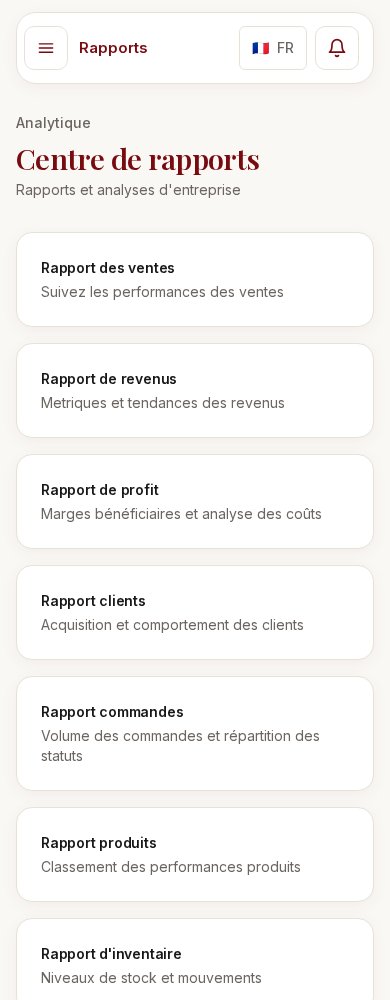 Rapports
FR
Analytique
Centre de rapports
Rapports et analyses d'entreprise
Rapport des ventes
Suivez les performances des ventes
Rapport de revenus
Metriques et tendances des revenus
Rapport de profit
Marges bénéficiaires et analyse des coûts
Rapport clients
Acquisition et comportement des clients
Rapport commandes
Volume des commandes et répartition des
statuts
Rapport produits
Classement des performances produits
Rapport d'inventaire
Niveaux de stock et mouvements